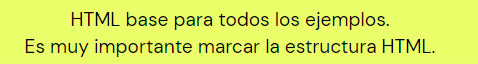 HTML base para todos los ejemplos.
Es muy importante marcar la estructura HTML.